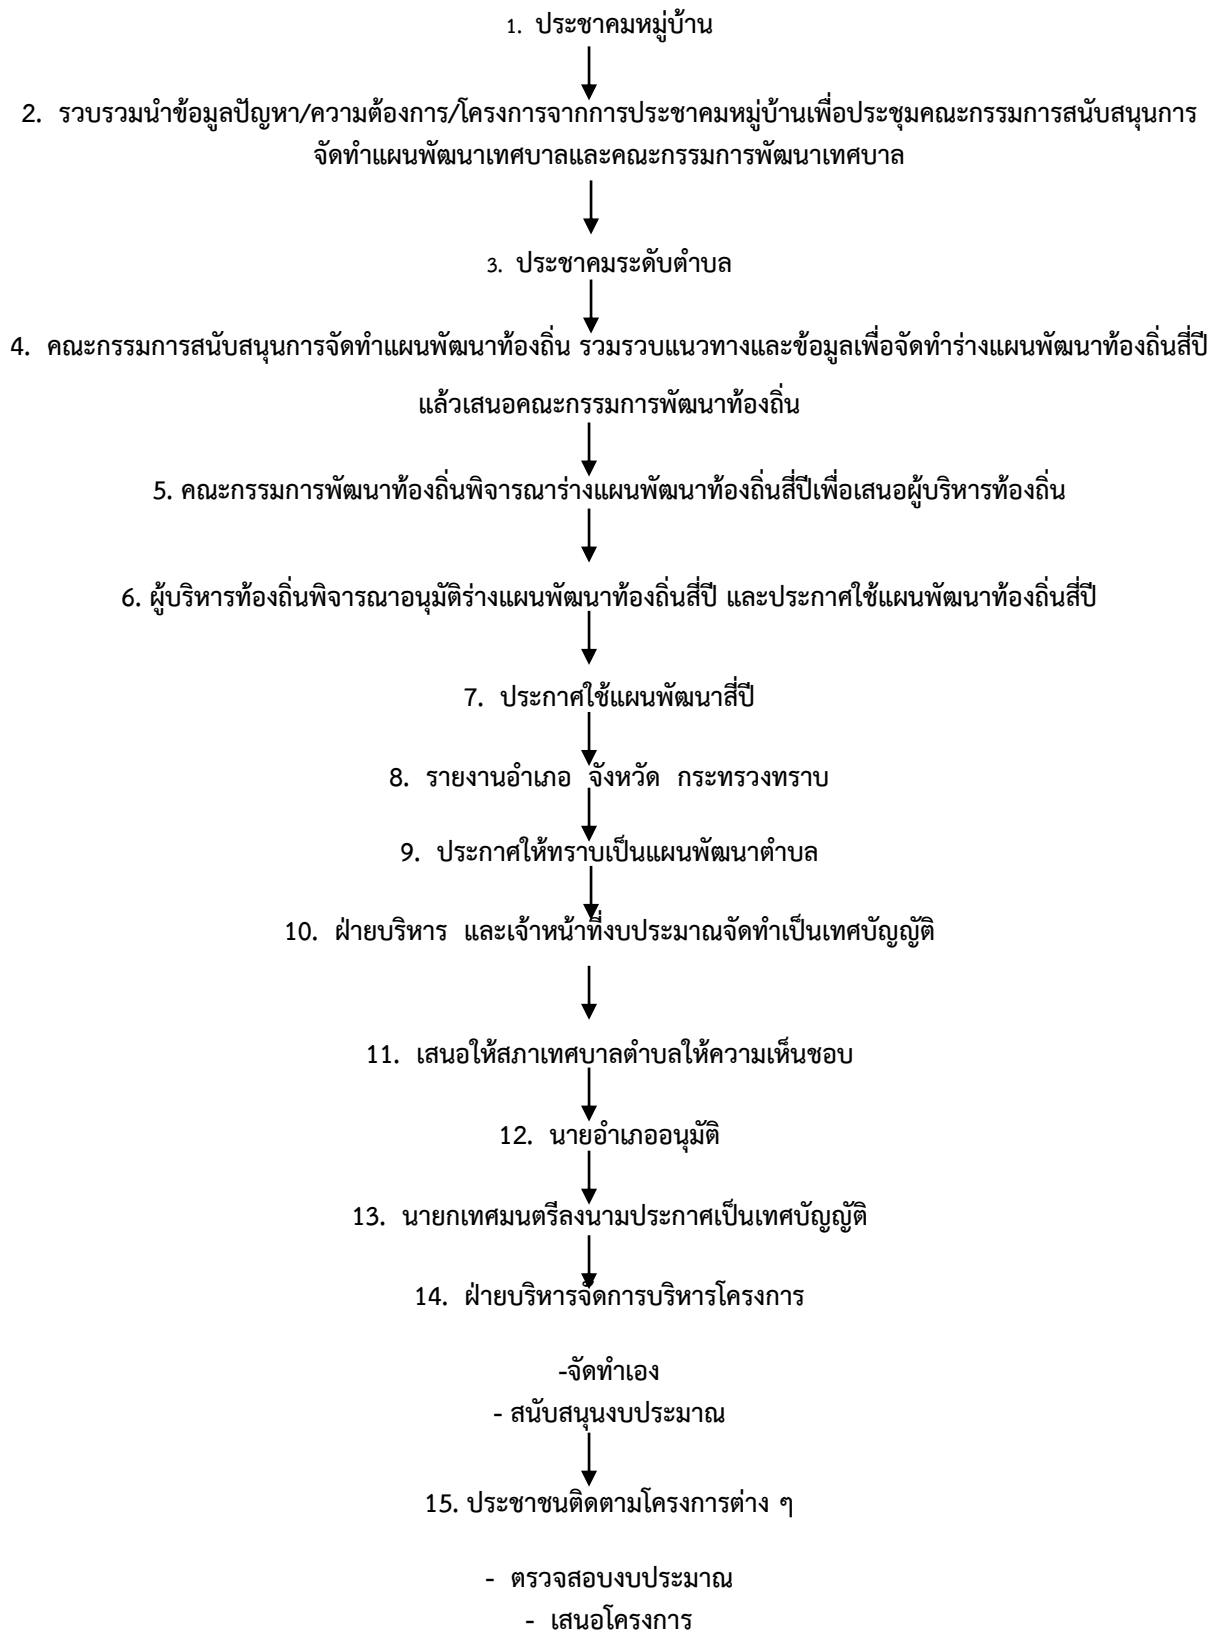 1. ประชาคมหมู่บ้าน
2. รวบรวมนำข้อมูลปัญหา/ความต้องการ/โครงการจากการประชาคมหมู่บ้านเพื่อประชุมคณะกรรมการสนับสนุนการ
จัดทำแผนพัฒนาเทศบาลและคณะกรรมการพัฒนาเทศบาล
3. ประชาคมระดับตำบล
4. คณะกรรมการสนับสนุนการจัดทำแผนพัฒนาท้องถิ่น รวมรวบแนวทางและข้อมูลเพื่อจัดทำร่างแผนพัฒนาท้องถิ่นสี่ปี
แล้วเสนอคณะกรรมการพัฒนาท้องถิ่น
5. คณะกรรมการพัฒนาท้องถิ่นพิจารณาร่างแผนพัฒนาท้องถิ่นสี่ปีเพื่อเสนอผู้บริหารท้องถิ่น
6. ผู้บริหารท้องถิ่นพิจารณาอนุมัติร่างแผนพัฒนาท้องถิ่นสี่ปี และประกาศใช้แผนพัฒนาท้องถิ่นสี่ปี
7. ประกาศใช้แผนพัฒนาสี่ปี
8. รายงานอำเภอ จังหวัด กระทรวงทราบ
9. ประกาศให้ทราบเป็นแผนพัฒนาตำบล
10. ฝ่ายบริหาร และเจ้าหน้าที่งบประมาณจัดทำเป็นเทศบัญญัติ
11. เสนอให้สภาเทศบาลตำบลให้ความเห็นชอบ
12. นายอำเภออนุมัติ
13. นายกเทศมนตรีลงนามประกาศเป็นเทศบัญญัติ
14. ฝ่ายบริหารจัดการบริหารโครงการ
-จัดทำเอง
- สนับสนุนงบประมาณ
15. ประชาชนติดตามโครงการต่าง ๆ
- ตรวจสอบงบประมาณ
- เสนอโครงการ